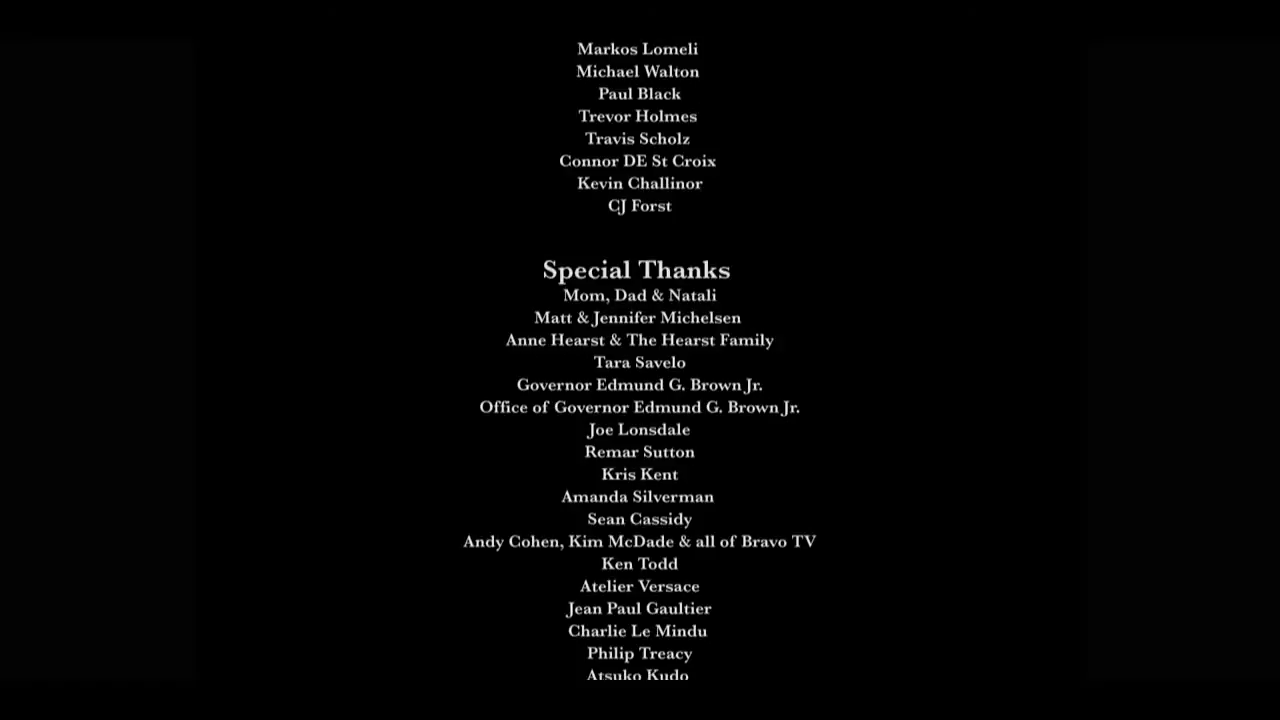 Markos Lomeli
Michael Walton
Paul Black
Trevor Holmes
Travis Scholz
Connor DE St Croix
Kevin Challinor
CJ Forst
Special Thanks
Mom, Dad & Natali
Matt & Jennifer Michelsen
Anne Hearst & The Hearst Family
Tara Savelo
Governor Edmund G. Brown Jr.
Office of Governor Edmund G. Brown Jr.
Joe Lonsdale
Remar Sutton
Kris Kent
Amanda Silverman
Sean Cassidy
Andy Cohen, Kim McDade & all of Bravo TV
Ken Todd
Atelier Versace
Jean Paul Gaultier
Charlie Le Mindu
Philip Treacy
Atsuko Kudo